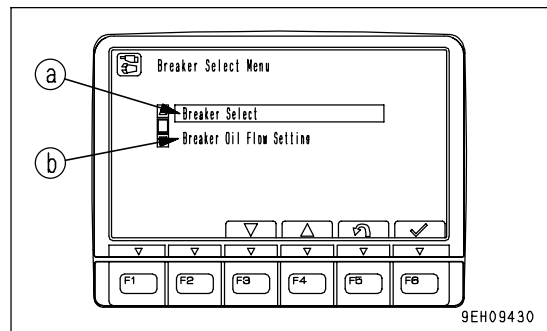 Breaker Select Menu
a
Breaker Select
b
Breaker Oil Flow Setting
F1 F2 F3 F4 F5 F6
9EH09430